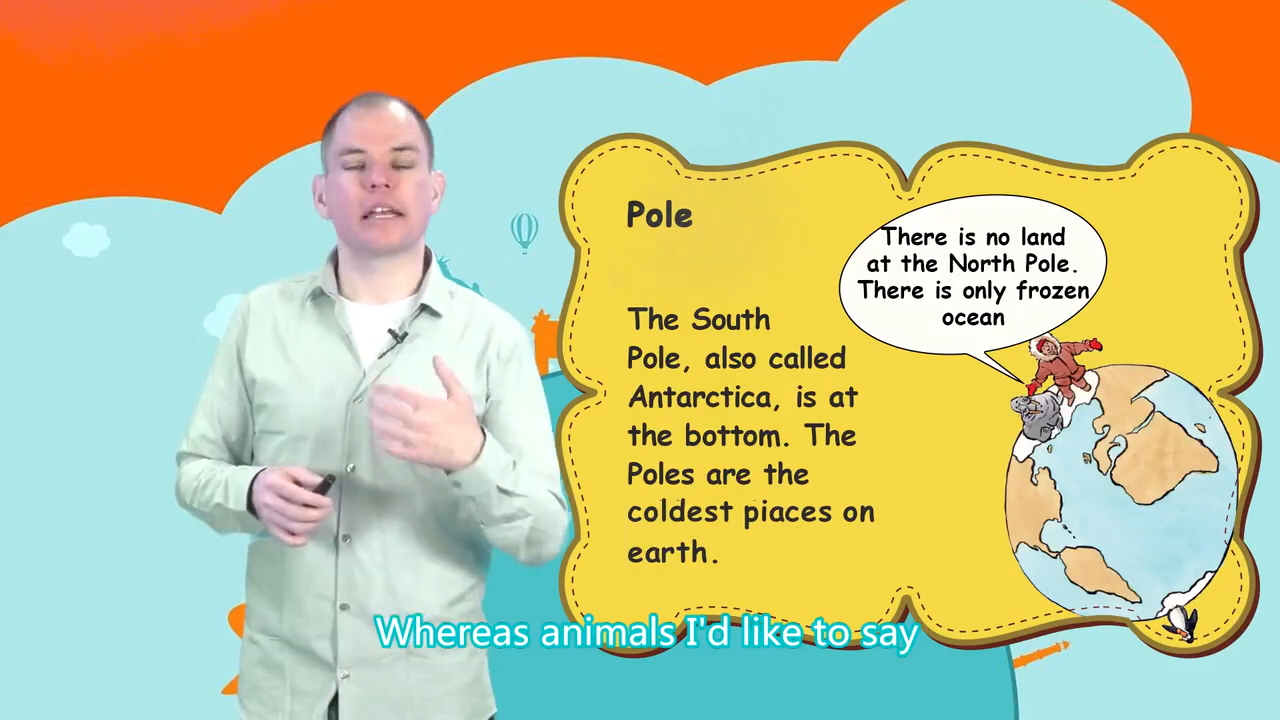 Pole
There is no land
at the North Pole.
There is only frozen
ocean
The South
Pole, also called
Antarctica, is at
the bottom. The
Poles are the
coldest piaces on
earth.
Whereas animals I'd like to say